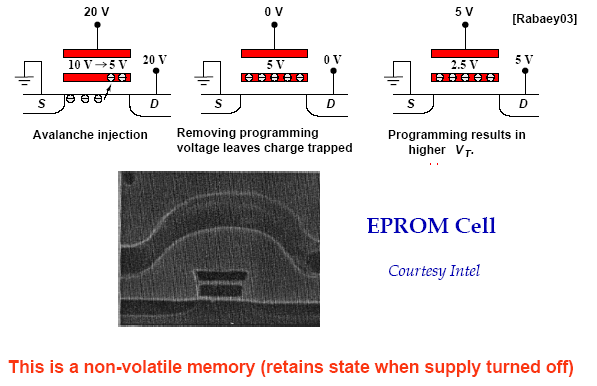 20 V
0 V
5 V
[Rabaey03]
10 V → 5 V
20 V
5 V
0 V
2.5 V
5 V
S
D
S
D
S
D
Avalanche injection
Removing programming
voltage leaves charge trapped
Programming results in
higher V_T.
EPROM Cell
Courtesy Intel
This is a non-volatile memory (retains state when supply turned off)